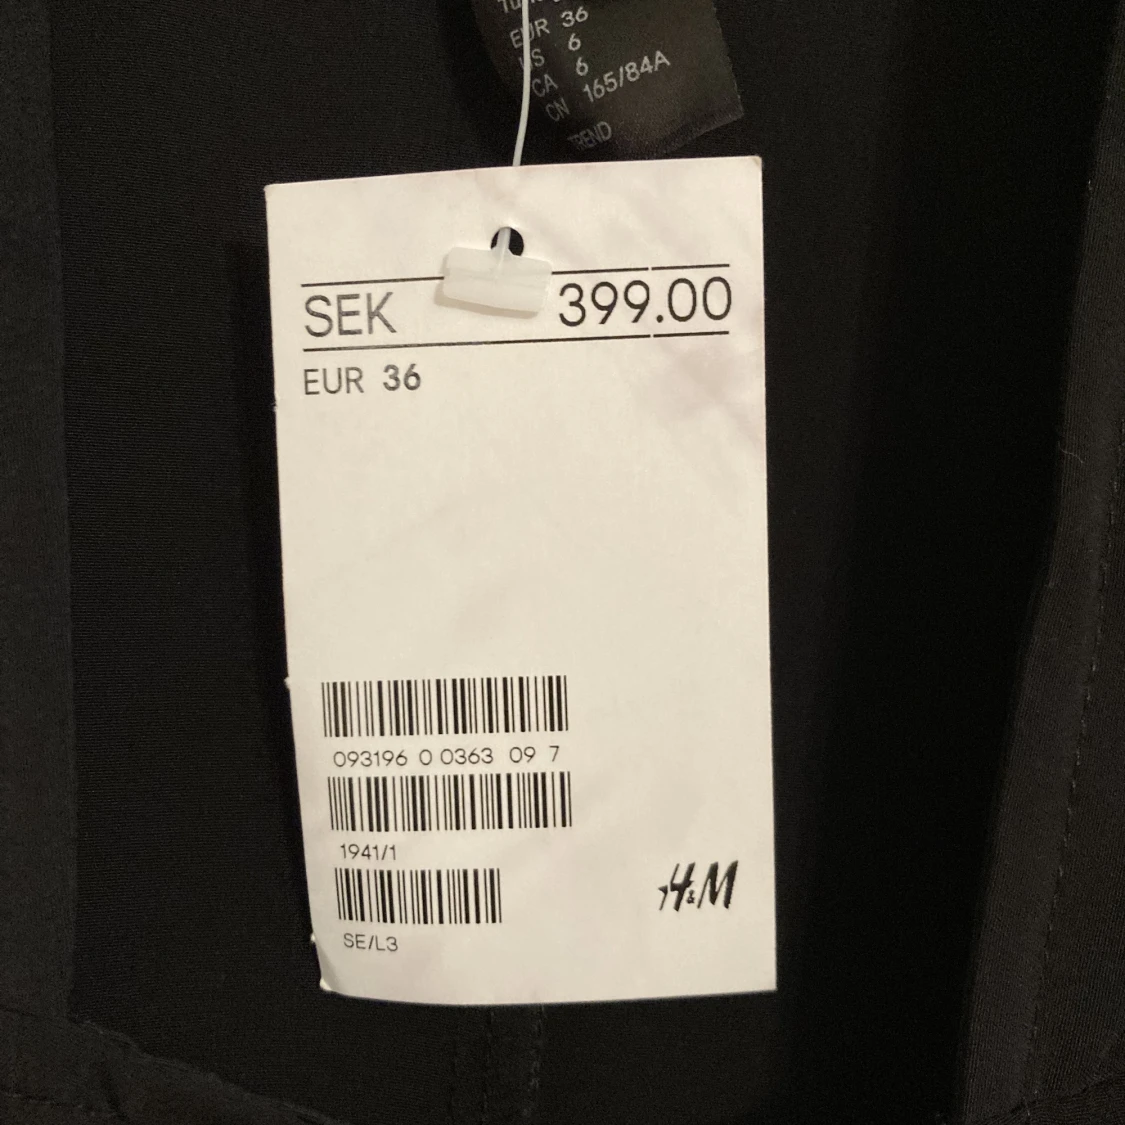 EUR 36
US 6
CA 6
CN 165/84A
TREND
SEK 399.00
EUR 36
093196 0 0363 09 7
1941/1
SE/L3
H&M